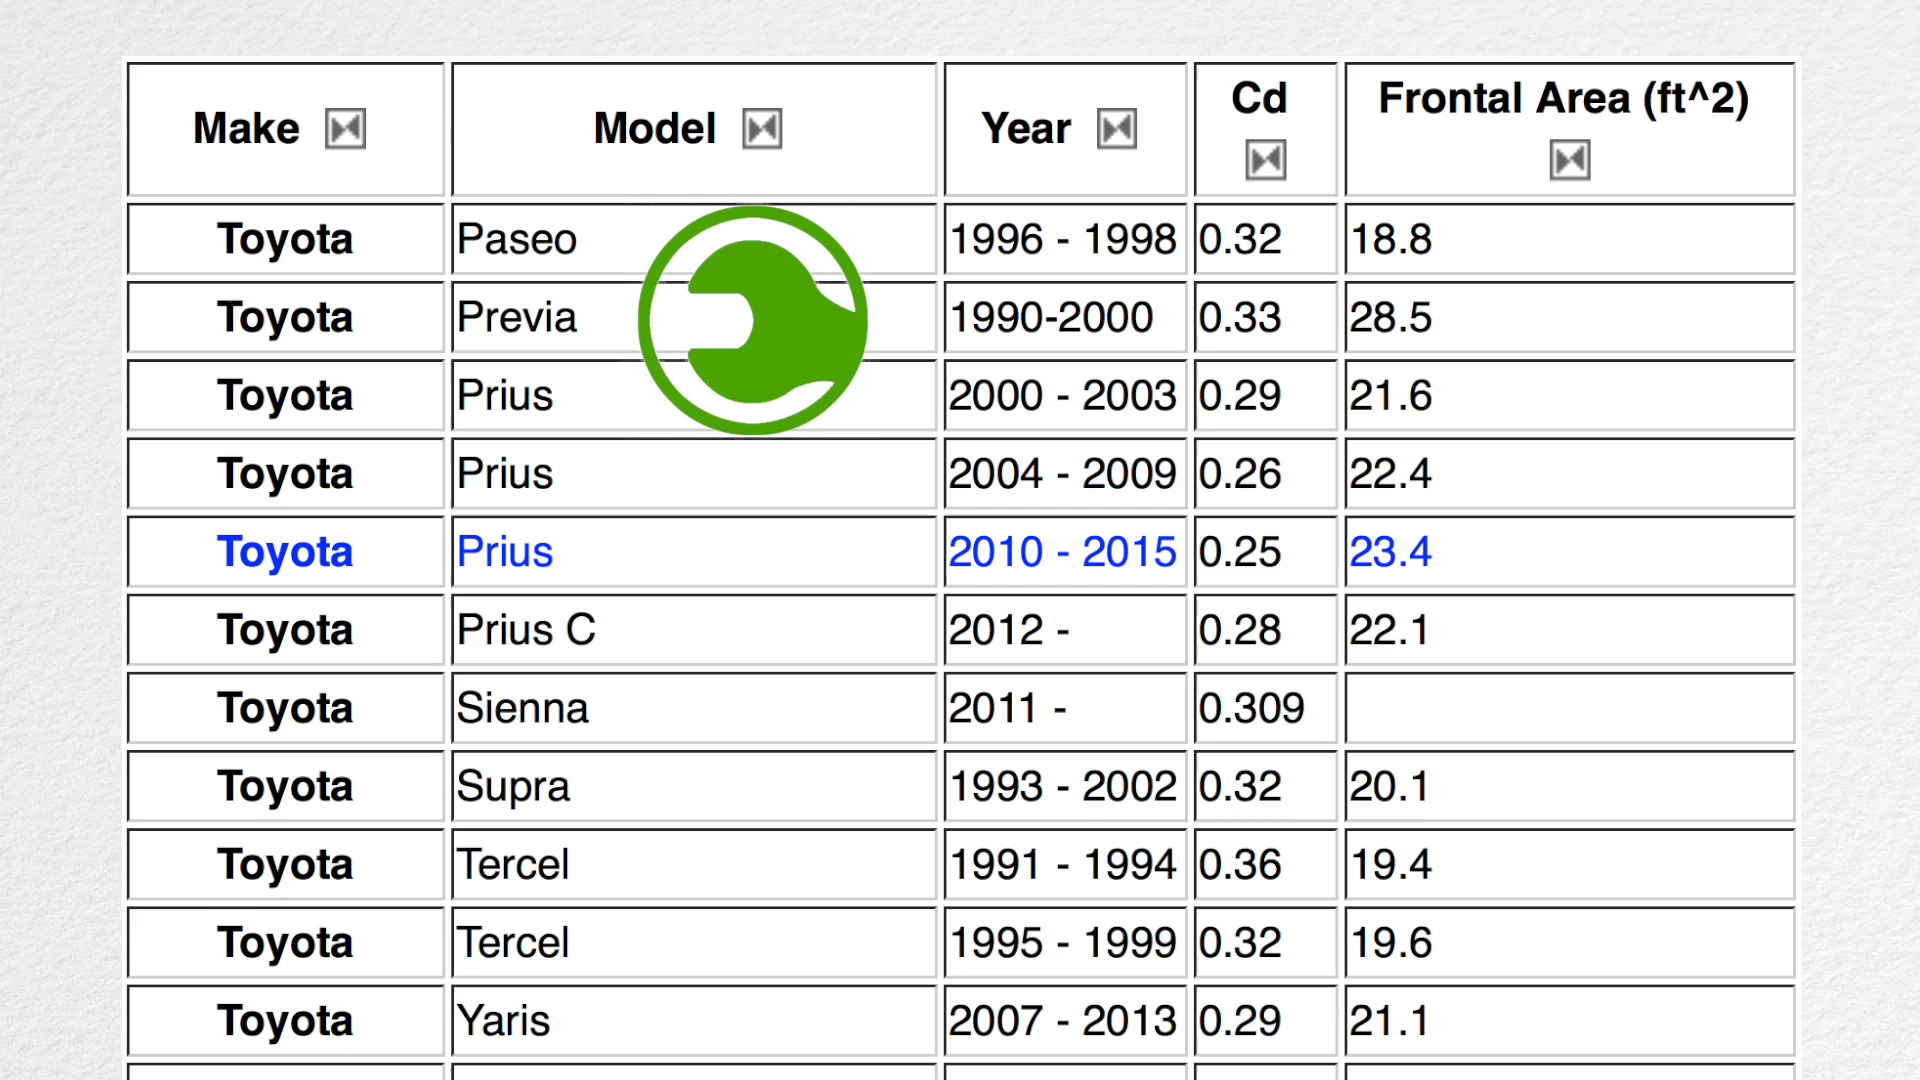 Make Model Year Cd Frontal Area (ft^2)
Toyota Paseo 1996 - 1998 0.32 18.8
Toyota Previa 1990-2000 0.33 28.5
Toyota Prius 2000 - 2003 0.29 21.6
Toyota Prius 2004 - 2009 0.26 22.4
Toyota Prius 2010 - 2015 0.25 23.4
Toyota Prius C 2012 - 0.28 22.1
Toyota Sienna 2011 - 0.309
Toyota Supra 1993 - 2002 0.32 20.1
Toyota Tercel 1991 - 1994 0.36 19.4
Toyota Tercel 1995 - 1999 0.32 19.6
Toyota Yaris 2007 - 2013 0.29 21.1